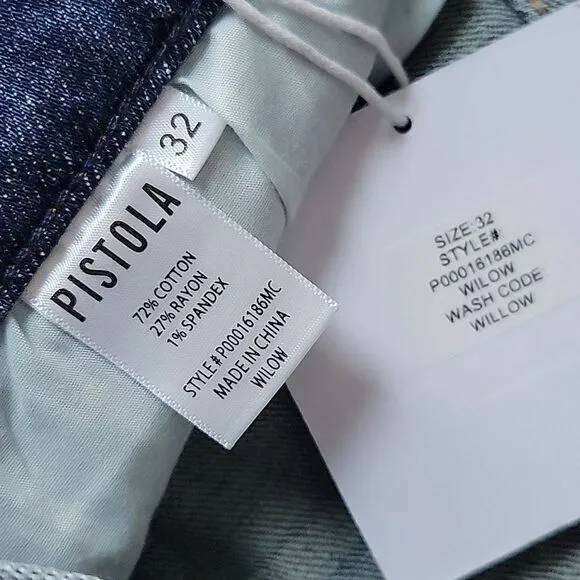 32
PISTOLA
72% COTTON
27% RAYON
1% SPANDEX
STYLE# P00016186MC
MADE IN CHINA
WILOW
SIZE:32
STYLE#:
P00016186MC
WILOW
WASH CODE
WILLOW